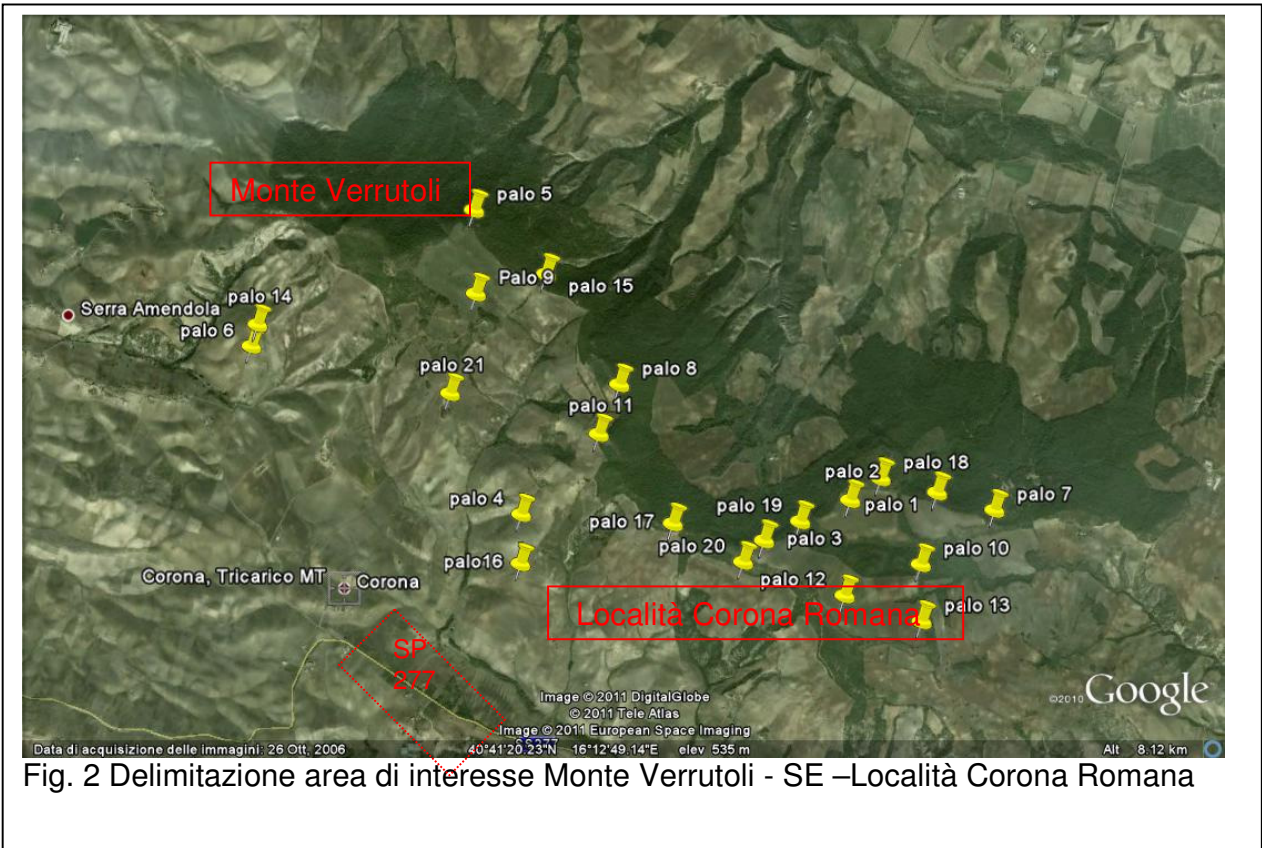 Monte Verrutoli
palo 5
Palo 9
palo 15
Serra Amendola
palo 14
palo 6
palo 21
palo 8
palo 11
palo 2
palo 18
palo 4
palo 17
palo 19
palo 1
palo 7
palo16
palo 20
palo 3
palo 10
Corona, Tricarico MT
Corona
palo 12
Località Corona Romana
palo 13
SP
277
Image © 2011 DigitalGlobe
© 2011 Tele Atlas
Image © 2011 European Space Imaging
©2010 Google
Data di acquisizione delle immagini: 26 Ott, 2006
40°41'20.23"N 16°12'49.14"E elev 535 m
Alt 8.12 km
Fig. 2 Delimitazione area di interesse Monte Verrutoli - SE –Località Corona Romana